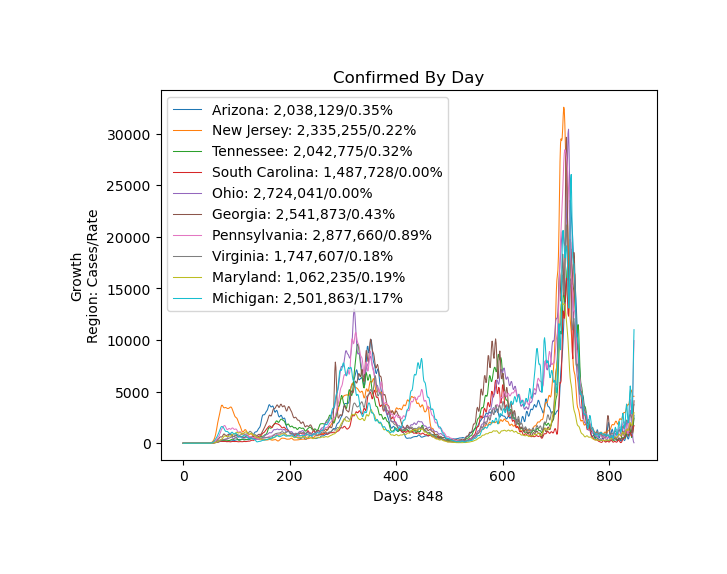 Confirmed By Day
Growth
Region: Cases/Rate
30000
25000
20000
15000
10000
5000
0
Arizona: 2,038,129/0.35%
New Jersey: 2,335,255/0.22%
Tennessee: 2,042,775/0.32%
South Carolina: 1,487,728/0.00%
Ohio: 2,724,041/0.00%
Georgia: 2,541,873/0.43%
Pennsylvania: 2,877,660/0.89%
Virginia: 1,747,607/0.18%
Maryland: 1,062,235/0.19%
Michigan: 2,501,863/1.17%
0 200 400 600 800
Days: 848